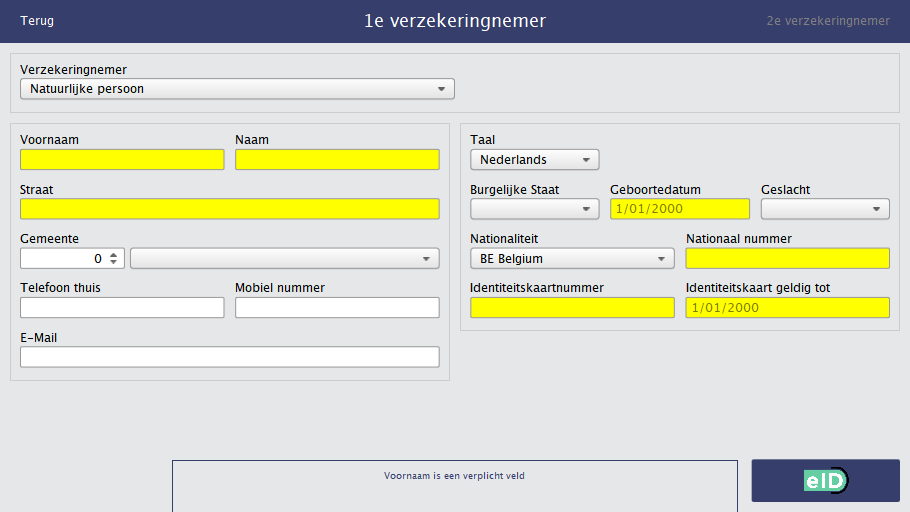 Terug
1e verzekeringnemer
2e verzekeringnemer
Verzekeringnemer
Natuurlijke persoon
Voornaam
Naam
Straat
Gemeente
0
Telefoon thuis
Mobiel nummer
E-Mail
Taal
Nederlands
Burgelijke Staat
Geboortedatum
Geslacht
1/01/2000
Nationaliteit
Nationaal nummer
BE Belgium
Identiteitskaartnummer
Identiteitskaart geldig tot
1/01/2000
Voornaam is een verplicht veld
eID